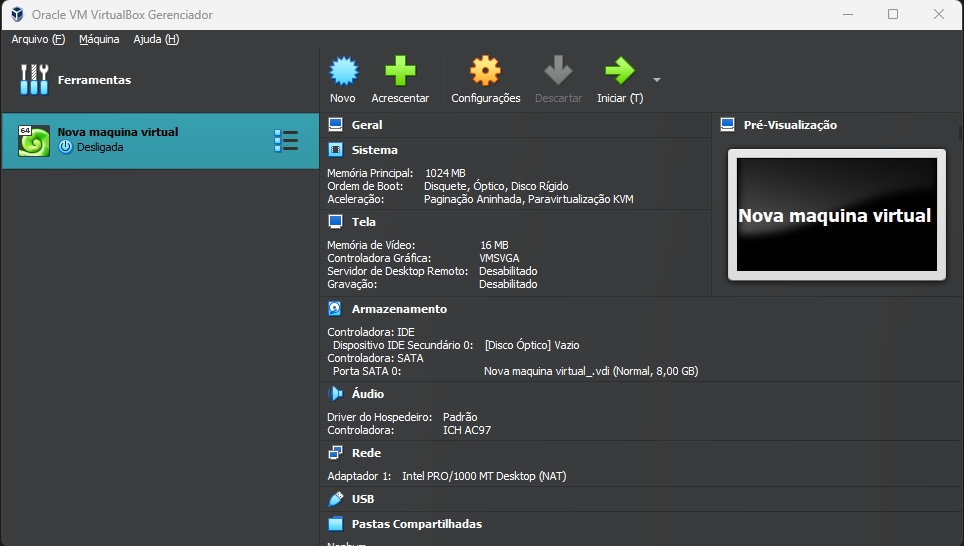 Oracle VM VirtualBox Gerenciador
Arquivo (F) Máquina Ajuda (H)
Ferramentas
Novo Acrescentar Configurações Descartar Iniciar (T)
64 Nova maquina virtual
Desligada
Geral
Sistema
Memória Principal: 1024 MB
Ordem de Boot: Disquete, Óptico, Disco Rígido
Aceleração: Paginação Aninhada, Paravirtualização KVM
Tela
Memória de Vídeo: 16 MB
Controladora Gráfica: VMSVGA
Servidor de Desktop Remoto: Desabilitado
Gravação: Desabilitado
Pré-Visualização
Nova maquina virtual
Armazenamento
Controladora: IDE
Dispositivo IDE Secundário 0: [Disco Óptico] Vazio
Controladora: SATA
Porta SATA 0: Nova maquina virtual_.vdi (Normal, 8,00 GB)
Áudio
Driver do Hospedeiro: Padrão
Controladora: ICH AC97
Rede
Adaptador 1: Intel PRO/1000 MT Desktop (NAT)
USB
Pastas Compartilhadas